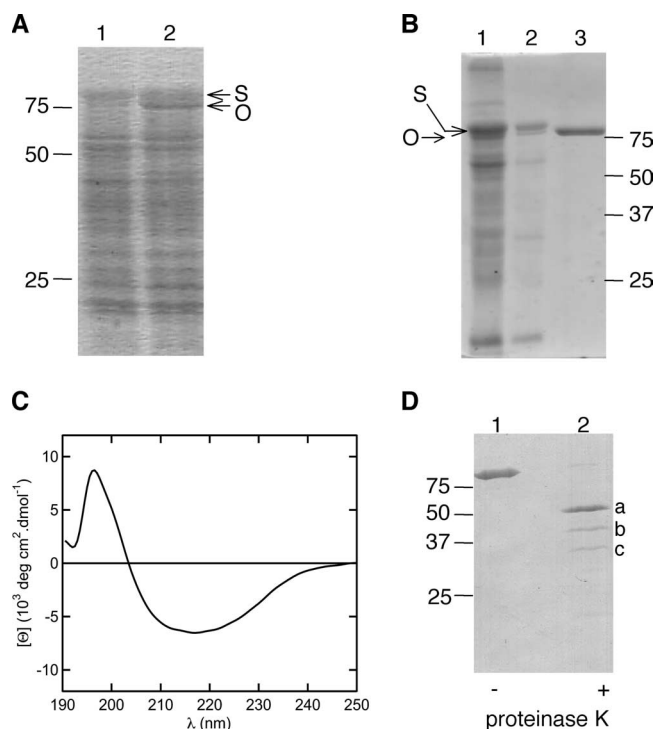 A
1 2
S
O
75
50
25
B
1 2 3
S
O
75
50
37
25
C
10
5
0
-5
-10
[Θ] (10³ deg cm².dmol⁻¹)
190 200 210 220 230 240 250
λ (nm)
D
1 2
75
50
37
25
a
b
c
- +
proteinase K